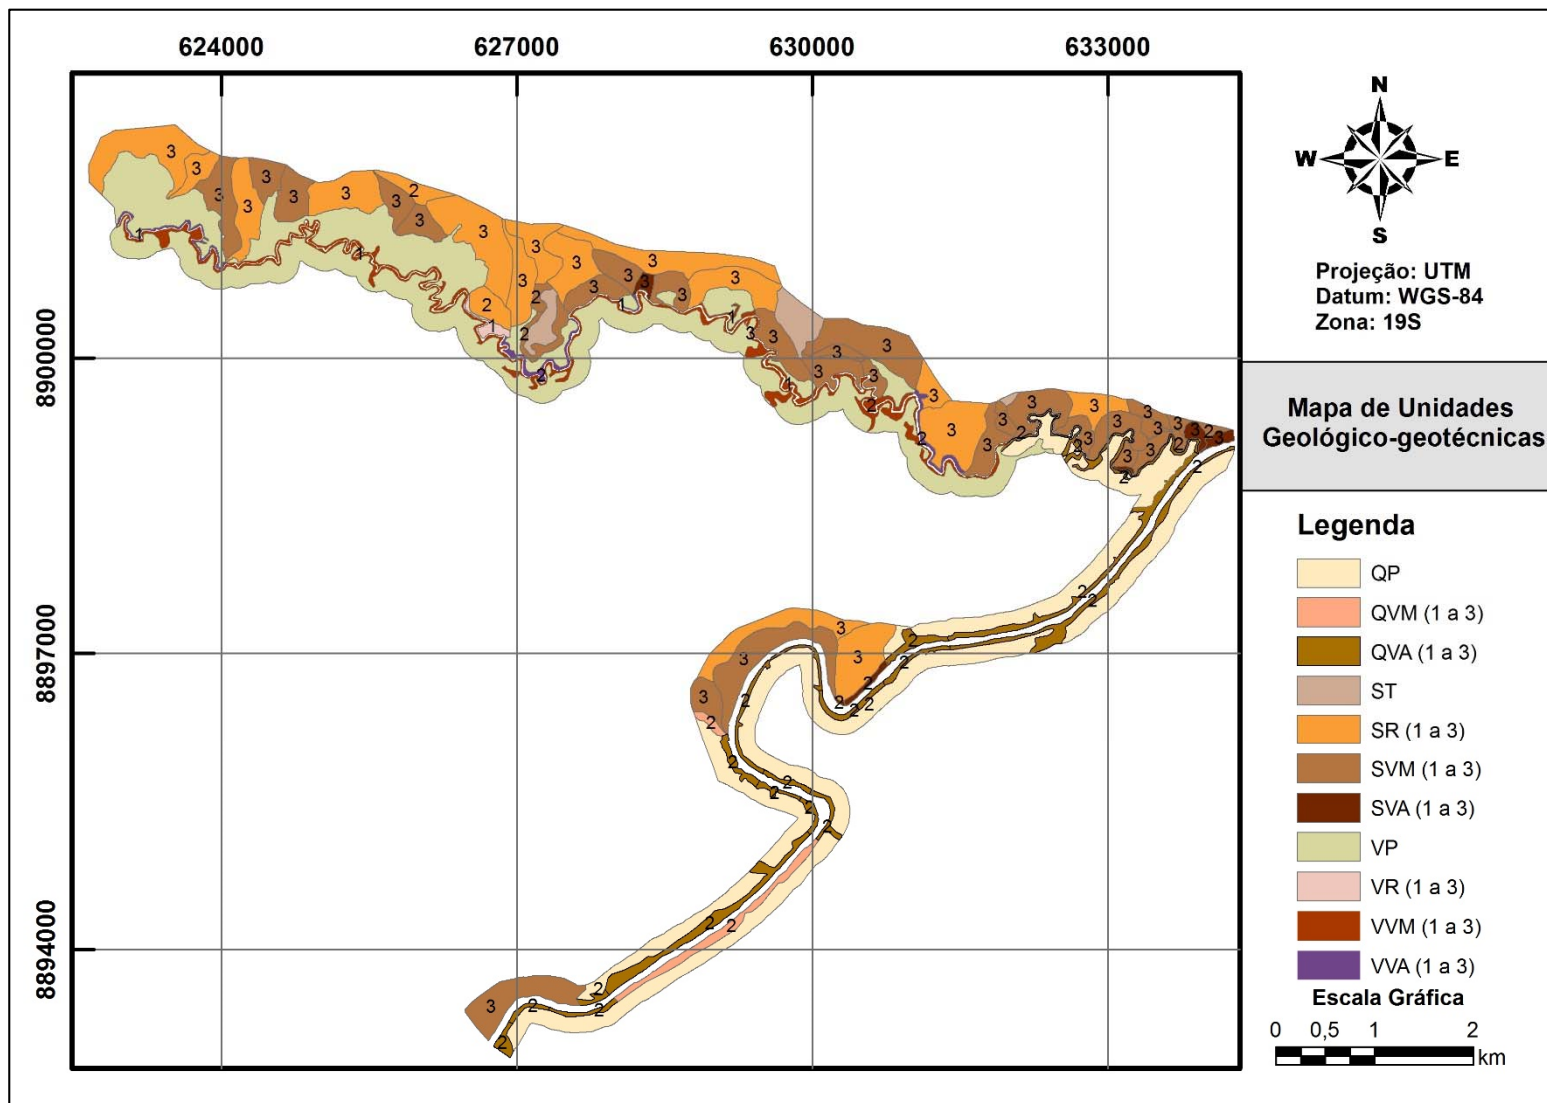 624000 627000 630000 633000
8900000
8897000
8894000
N
W E
S
Projeção: UTM
Datum: WGS-84
Zona: 19S
Mapa de Unidades
Geológico-geotécnicas
Legenda
QP
QVM (1 a 3)
QVA (1 a 3)
ST
SR (1 a 3)
SVM (1 a 3)
SVA (1 a 3)
VP
VR (1 a 3)
VVM (1 a 3)
VVA (1 a 3)
Escala Gráfica
0 0,5 1 2
km